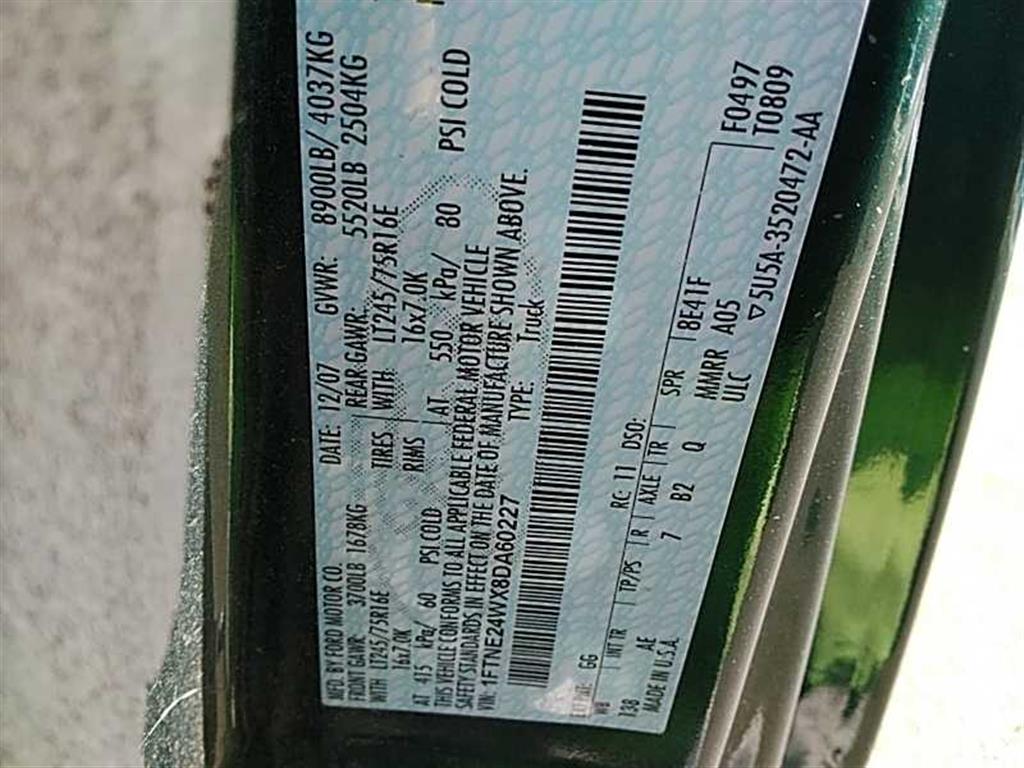 MFD. BY FORD MOTOR CO. DATE: 12/07 GVWR: 8900LB/ 4037KG
FRONT GAWR: 3700LB 1678KG REAR GAWR: 5520LB 2504KG
WITH LT245/75R16E TIRES WITH LT245/75R16E
16x7.0K RIMS 16x7.0K
AT 415 kPa/ 60 PSI COLD AT 550 kPa/ 80 PSI COLD
THIS VEHICLE CONFORMS TO ALL APPLICABLE FEDERAL MOTOR VEHICLE
SAFETY STANDARDS IN EFFECT ON THE DATE OF MANUFACTURE SHOWN ABOVE.
VIN: 1FTNE24WX8DA60227 TYPE: Truck
F0497
T0809
EXT PNT: GG RC: 11 DSO:
WB INT TR TP/PS R AXLE TR SPR 8E41F
138 AE 7 B2 Q MMRR A05
MADE IN U.S.A. ULC
▽5U5A-3520472-AA